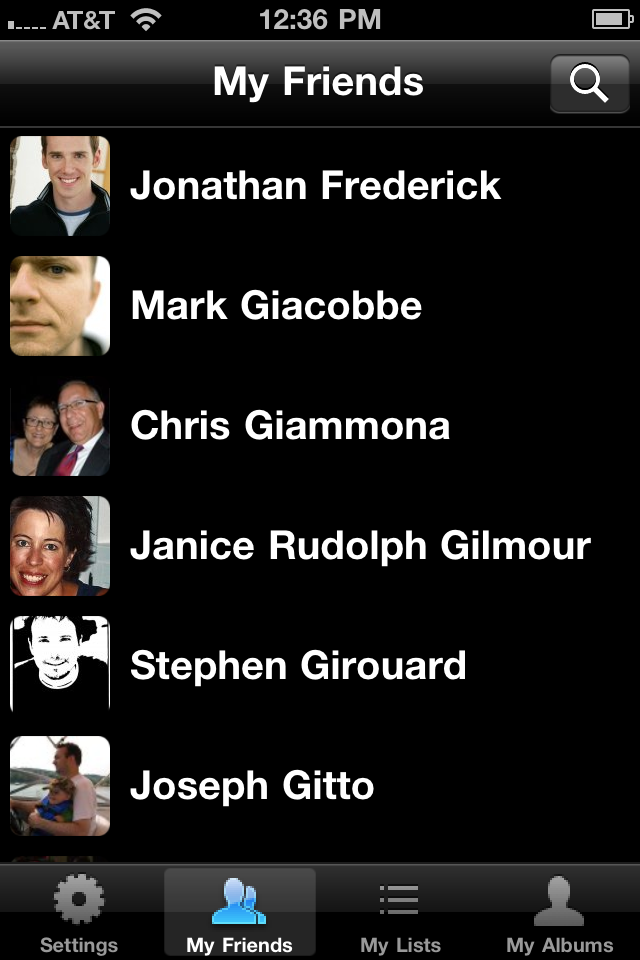 AT&T 12:36 PM
My Friends
Jonathan Frederick
Mark Giacobbe
Chris Giammona
Janice Rudolph Gilmour
Stephen Girouard
Joseph Gitto
Settings My Friends My Lists My Albums